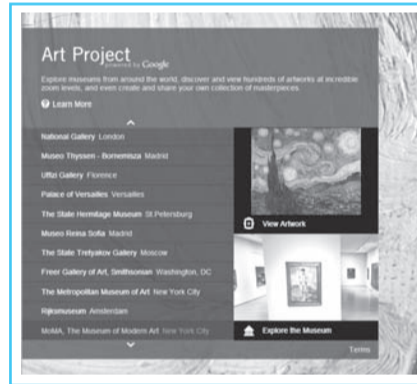 Art Project
powered by Google
Explore museums from around the world, discover and view hundreds of artworks at incredible
zoom levels, and even create and share your own collection of masterpieces.
? Learn More
National Gallery London
Museo Thyssen - Bornemisza Madrid
Uffizi Gallery Florence
Palace of Versailles Versailles
The State Hermitage Museum St.Petersburg
Museo Reina Sofia Madrid
The State Tretyakov Gallery Moscow
Freer Gallery of Art, Smithsonian Washington, DC
The Metropolitan Museum of Art New York City
Rijksmuseum Amsterdam
MoMA, The Museum of Modern Art New York City
View Artwork
Explore the Museum
Terms